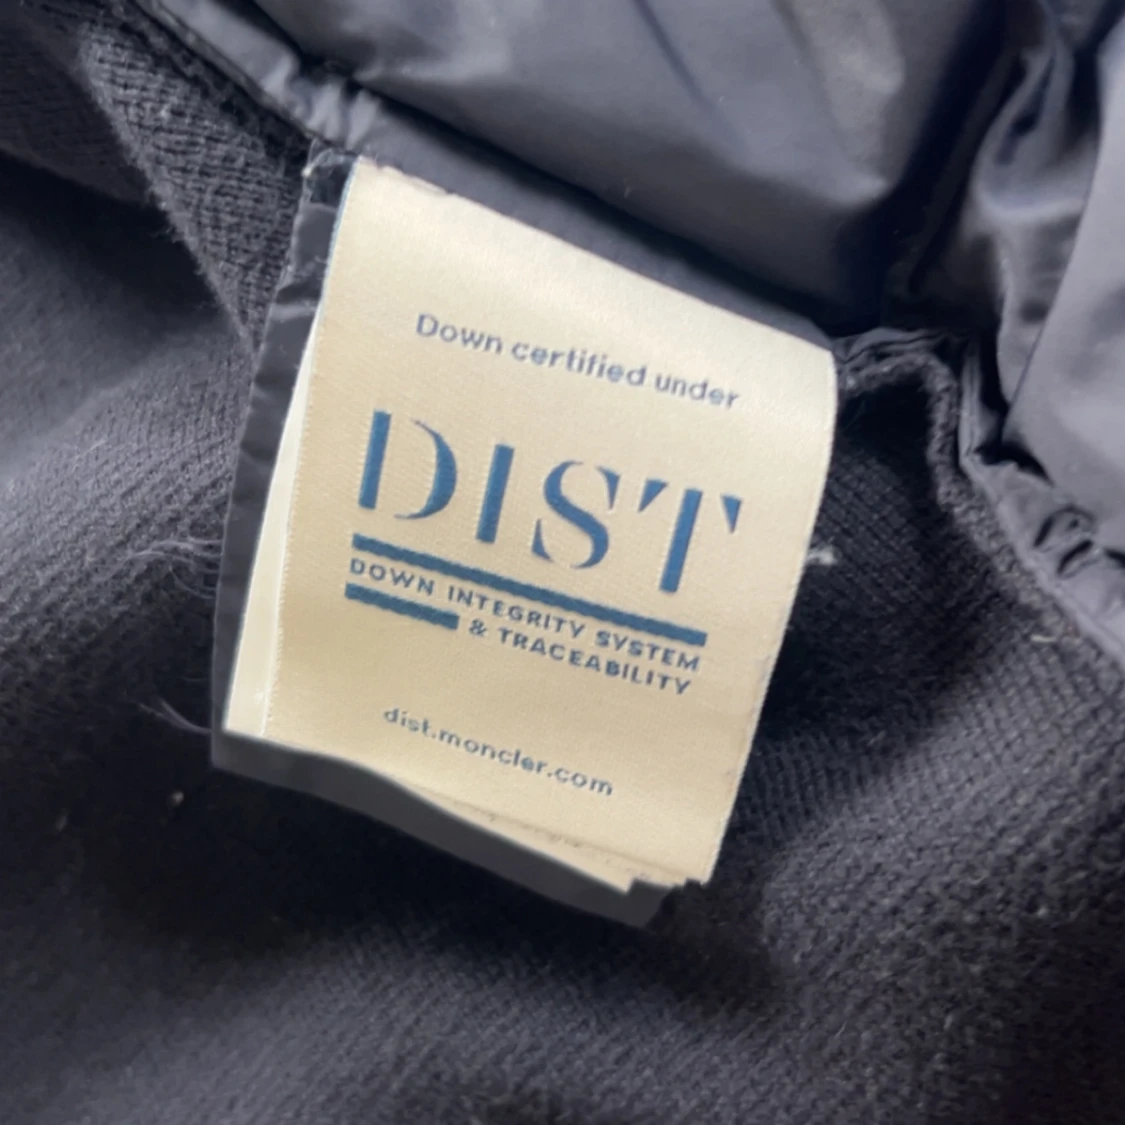 Down certified under
DIST
DOWN INTEGRITY SYSTEM
& TRACEABILITY
dist.moncler.com